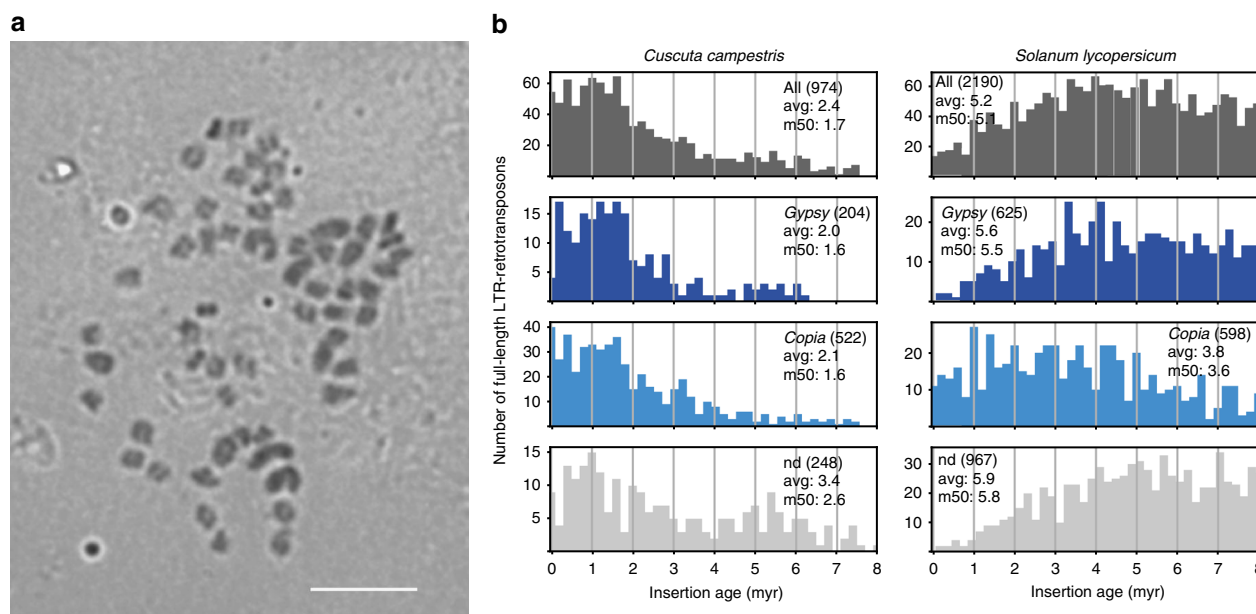 a
b
Cuscuta campestris
Solanum lycopersicum
Number of full-length LTR-retrotransposons
60
40
20
All (974)
avg: 2.4
m50: 1.7
60
40
20
All (2190)
avg: 5.2
m50: 5.1
15
10
5
Gypsy (204)
avg: 2.0
m50: 1.6
20
10
Gypsy (625)
avg: 5.6
m50: 5.5
40
30
20
10
Copia (522)
avg: 2.1
m50: 1.6
20
10
Copia (598)
avg: 3.8
m50: 3.6
15
10
5
nd (248)
avg: 3.4
m50: 2.6
30
20
10
nd (967)
avg: 5.9
m50: 5.8
0 1 2 3 4 5 6 7 8
0 1 2 3 4 5 6 7 8
Insertion age (myr)
Insertion age (myr)